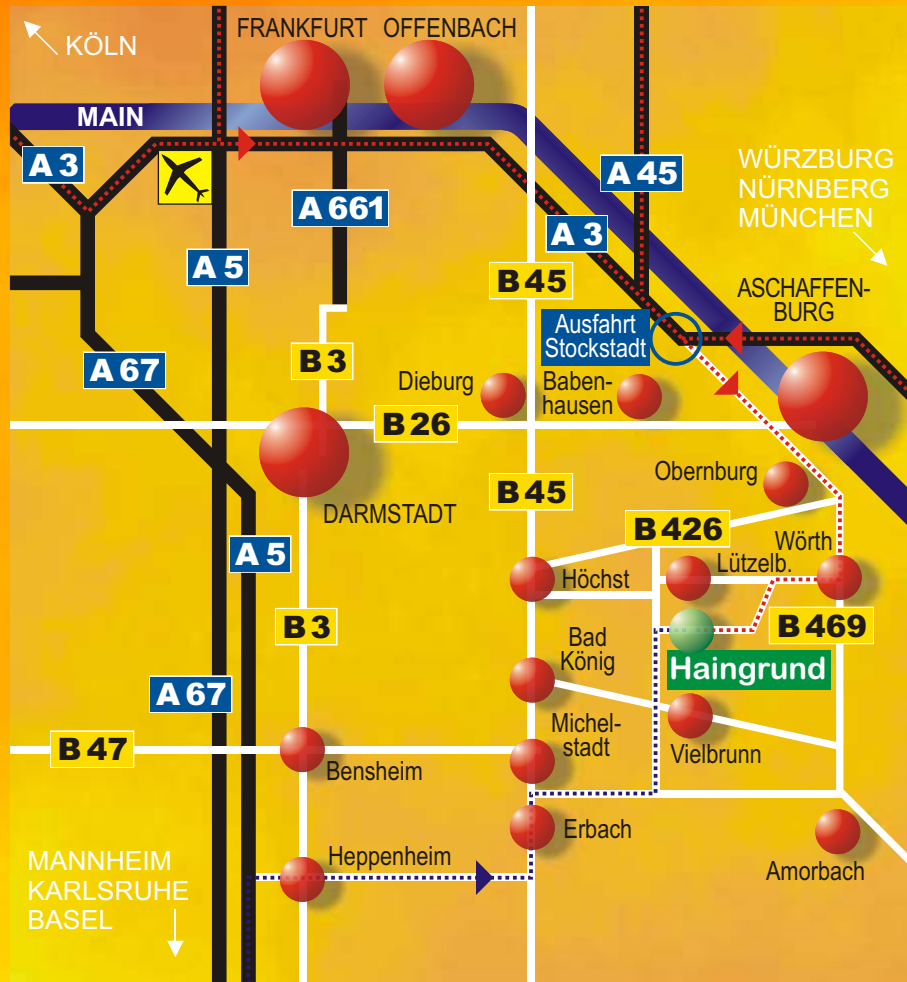 KÖLN
FRANKFURT
OFFENBACH
MAIN
A 3
A 45
WÜRZBURG
NÜRNBERG
MÜNCHEN
A 661
A 3
A 5
B 45
ASCHAFFEN-
BURG
Ausfahrt
Stockstadt
B 3
A 67
Dieburg
Baben-
hausen
B 26
Obernburg
B 45
DARMSTADT
B 426
Wörth
A 5
Lützelb.
Höchst
B 3
B 469
Bad
König
Haingrund
A 67
Michel-
stadt
B 47
Vielbrunn
Bensheim
Erbach
Heppenheim
Amorbach
MANNHEIM
KARLSRUHE
BASEL